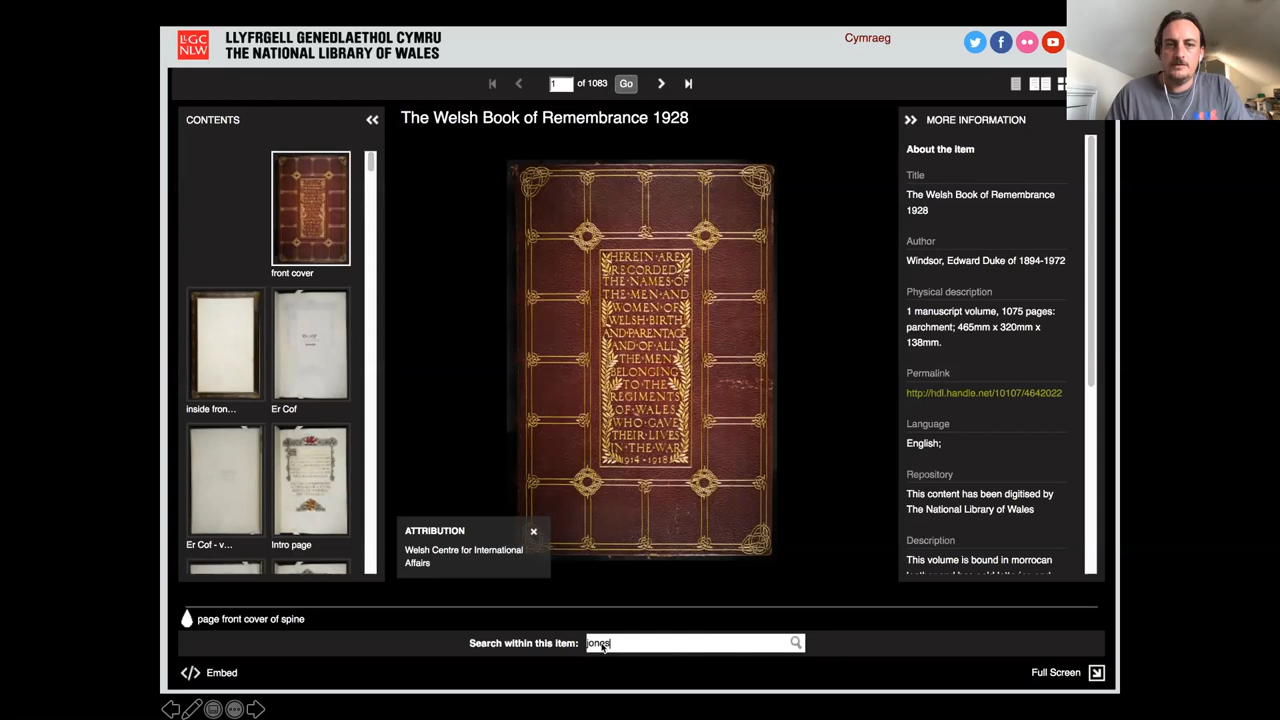 LLGC
NLW
LLYFRGELL GENEDLAETHOL CYMRU
THE NATIONAL LIBRARY OF WALES
Cymraeg
1 of 1083 Go
CONTENTS
front cover
inside fron...
Er Cof
Er Cof - v...
Intro page
The Welsh Book of Remembrance 1928
HEREIN·ARE
RECORDED
THE·NAMES·OF
THE·MEN·AND
WOMEN·OF
WELSH·BIRTH
AND·PARENTAGE
AND·OF·ALL
THE·MEN
BELONGING
TO·THE
REGIMENTS
OF·WALES
WHO·GAVE
THEIR·LIVES
IN·THE·WAR
1914-1918
ATTRIBUTION
Welsh Centre for International
Affairs
MORE INFORMATION
About the item
Title
The Welsh Book of Remembrance
1928
Author
Windsor, Edward Duke of 1894-1972
Physical description
1 manuscript volume, 1075 pages:
parchment; 465mm x 320mm x
138mm.
Permalink
http://hdl.handle.net/10107/4642022
Language
English;
Repository
This content has been digitised by
The National Library of Wales
Description
This volume is bound in morrocan
page front cover of spine
Search within this item: jones
Embed
Full Screen